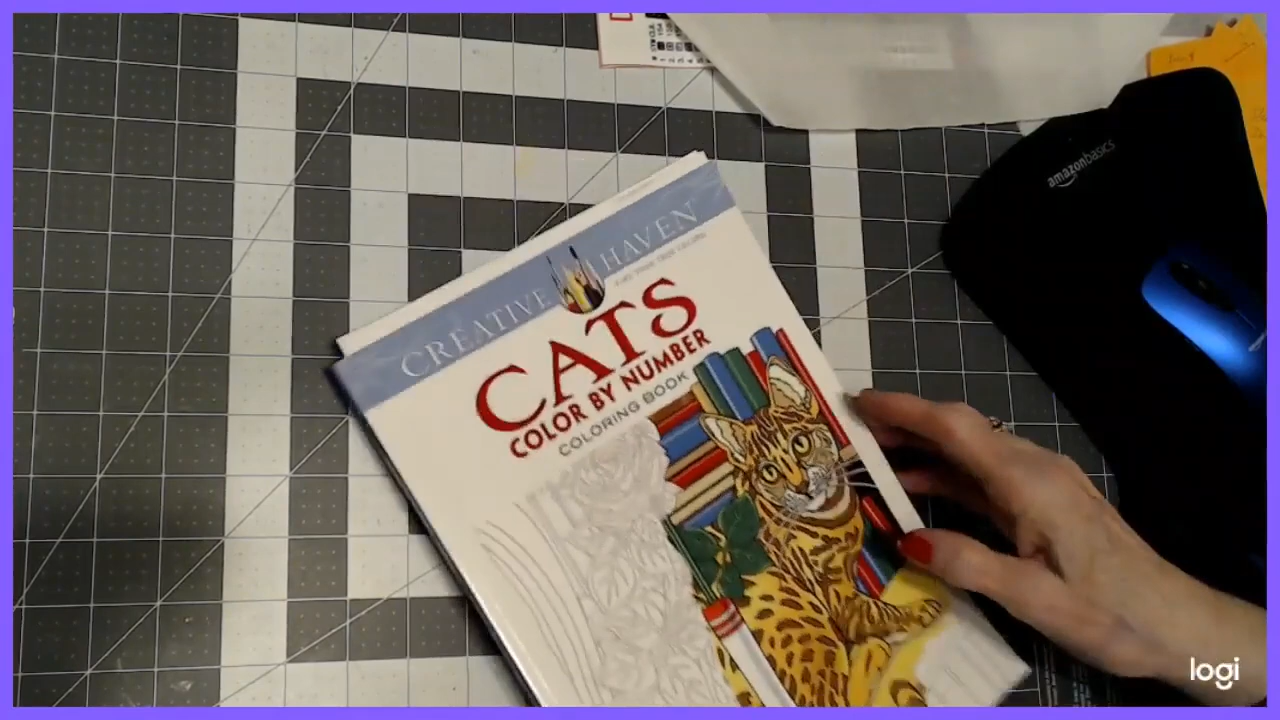 amazonbasics
CREATIVE HAVEN
CATS
COLOR BY NUMBER
COLORING BOOK
logi